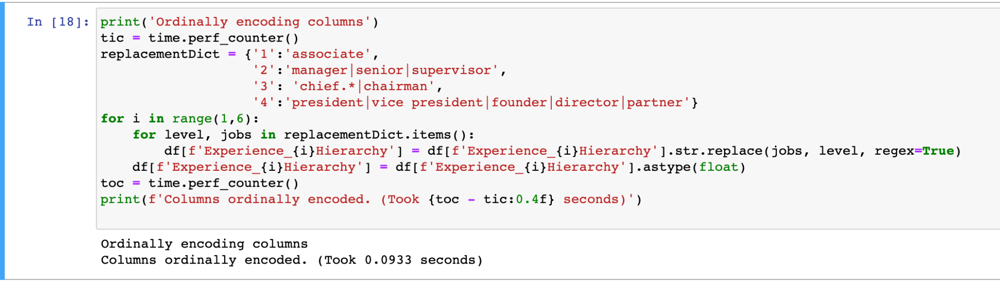 In [18]: print('Ordinally encoding columns')
tic = time.perf_counter()
replacementDict = {'1':'associate',
                   '2':'manager|senior|supervisor',
                   '3': 'chief.*|chairman',
                   '4':'president|vice president|founder|director|partner'}
for i in range(1,6):
    for level, jobs in replacementDict.items():
        df[f'Experience_{i}Hierarchy'] = df[f'Experience_{i}Hierarchy'].str.replace(jobs, level, regex=True)
    df[f'Experience_{i}Hierarchy'] = df[f'Experience_{i}Hierarchy'].astype(float)
toc = time.perf_counter()
print(f'Columns ordinally encoded. (Took {toc - tic:0.4f} seconds)')
Ordinally encoding columns
Columns ordinally encoded. (Took 0.0933 seconds)